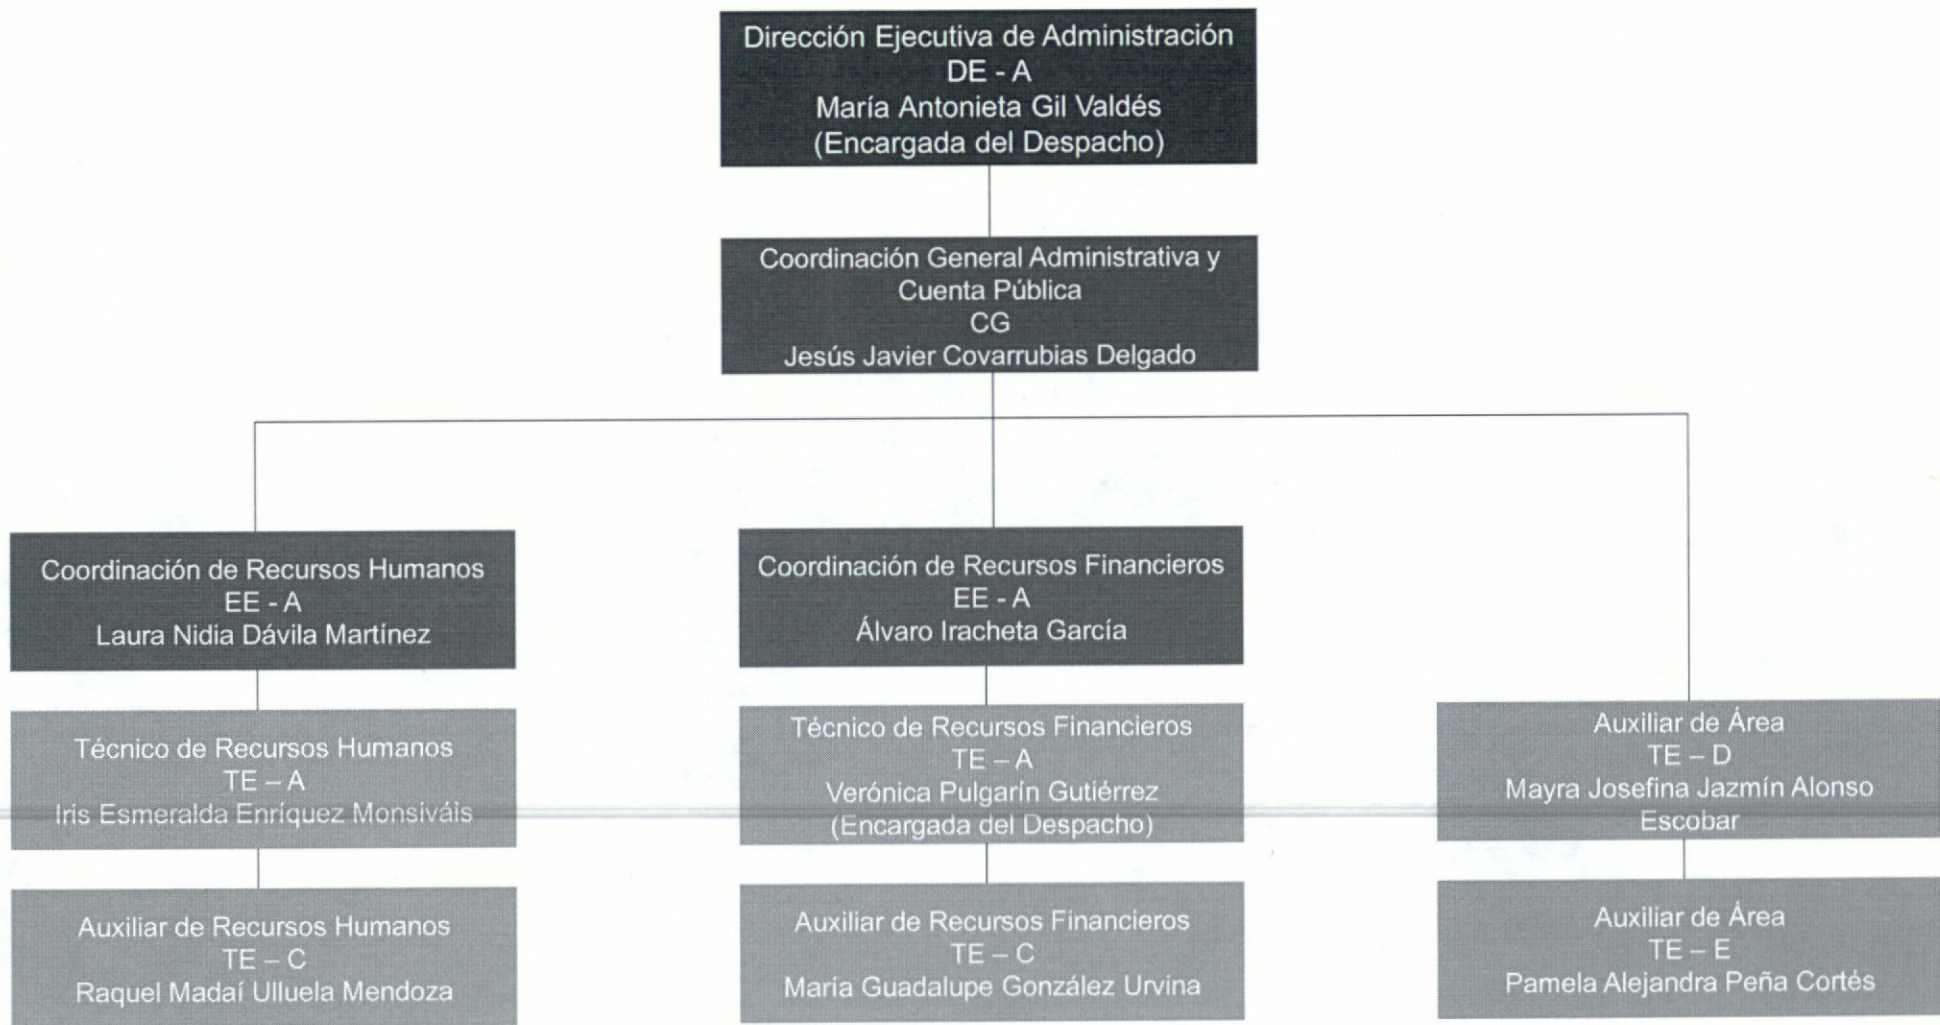 Dirección Ejecutiva de Administración
DE - A
María Antonieta Gil Valdés
(Encargada del Despacho)
Coordinación General Administrativa y
Cuenta Pública
CG
Jesús Javier Covarrubias Delgado
Coordinación de Recursos Humanos
EE - A
Laura Nidia Dávila Martínez
Coordinación de Recursos Financieros
EE - A
Álvaro Iracheta García
Técnico de Recursos Humanos
TE – A
Iris Esmeralda Enríquez Monsiváis
Técnico de Recursos Financieros
TE – A
Verónica Pulgarín Gutiérrez
(Encargada del Despacho)
Auxiliar de Área
TE – D
Mayra Josefina Jazmín Alonso
Escobar
Auxiliar de Recursos Humanos
TE – C
Raquel Madaí Ulluela Mendoza
Auxiliar de Recursos Financieros
TE – C
María Guadalupe González Urvina
Auxiliar de Área
TE – E
Pamela Alejandra Peña Cortés